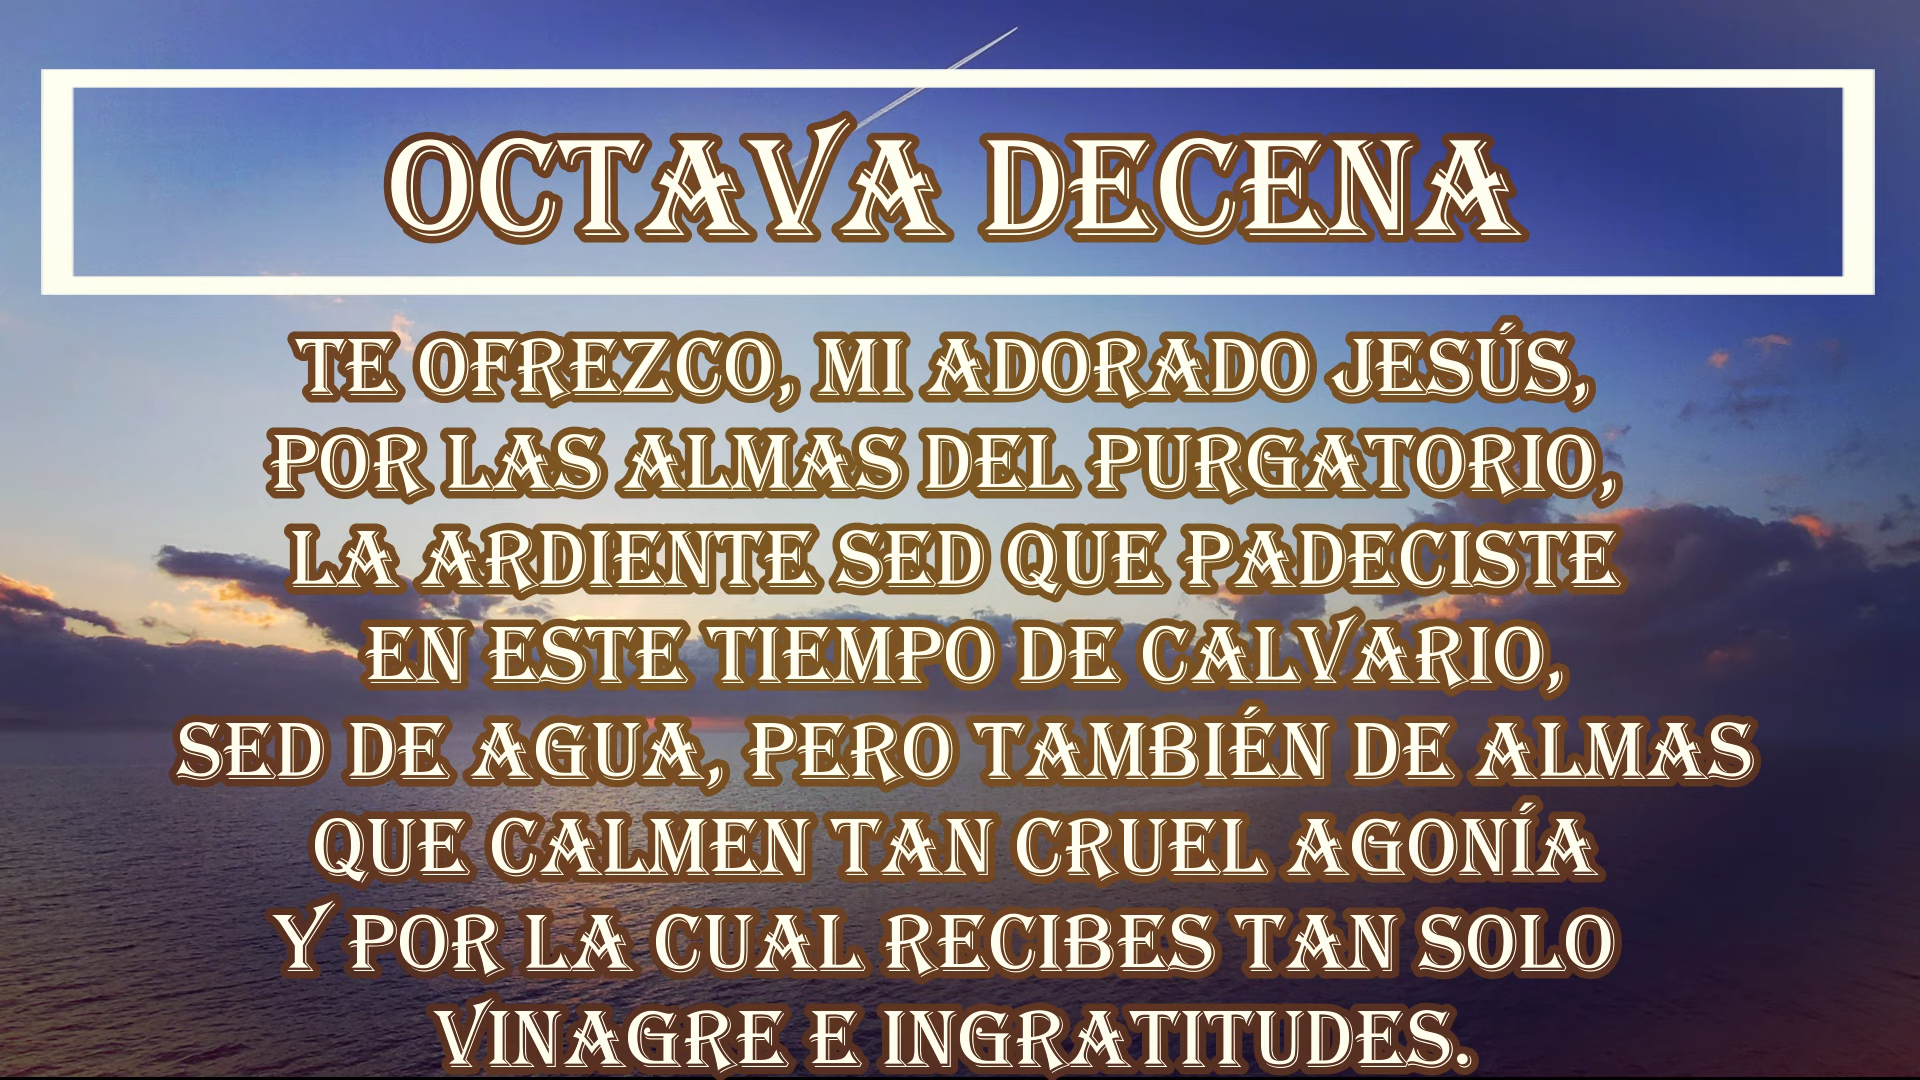 OCTAVA DECENA
TE OFREZCO, MI ADORADO JESÚS,
POR LAS ALMAS DEL PURGATORIO,
LA ARDIENTE SED QUE PADECISTE
EN ESTE TIEMPO DE CALVARIO,
SED DE AGUA, PERO TAMBIÉN DE ALMAS
QUE CALMEN TAN CRUEL AGONÍA
Y POR LA CUAL RECIBES TAN SOLO
VINAGRE E INGRATITUDES.